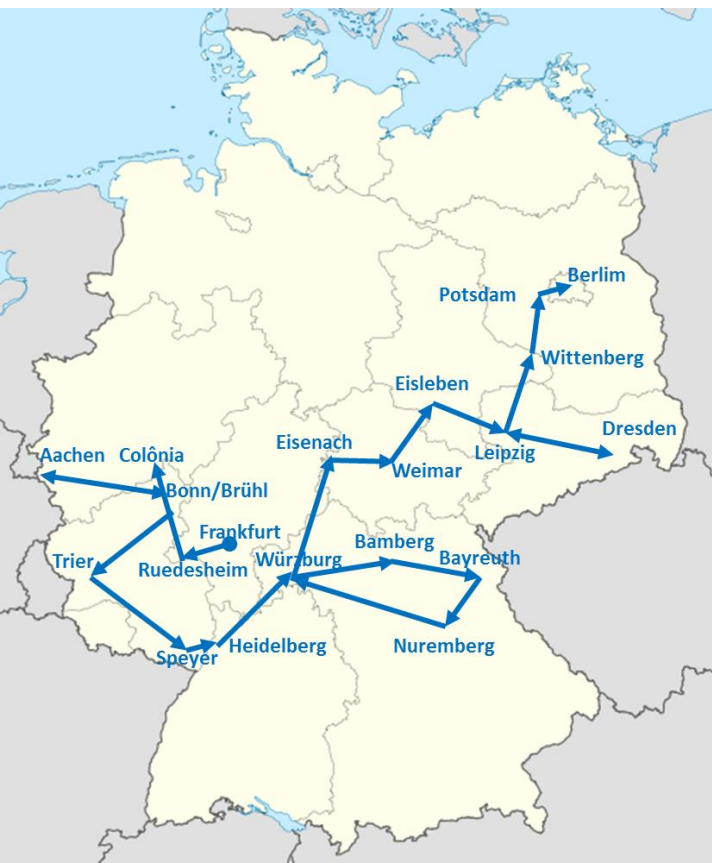 Berlim
Potsdam
Wittenberg
Eisleben
Dresden
Eisenach
Leipzig
Aachen
Colônia
Weimar
Bonn/Brühl
Frankfurt
Bamberg
Würzburg
Bayreuth
Trier
Ruedesheim
Heidelberg
Nuremberg
Speyer